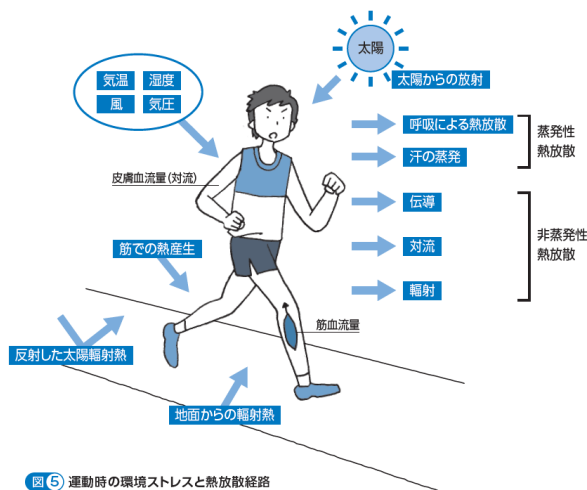 太陽
太陽からの放射
気温
湿度
風
気圧
呼吸による熱放散
汗の蒸発
蒸発性
熱放散
皮膚血流量(対流)
伝導
対流
輻射
非蒸発性
熱放散
筋での熱産生
筋血流量
反射した太陽輻射熱
地面からの輻射熱
図5 運動時の環境ストレスと熱放散経路